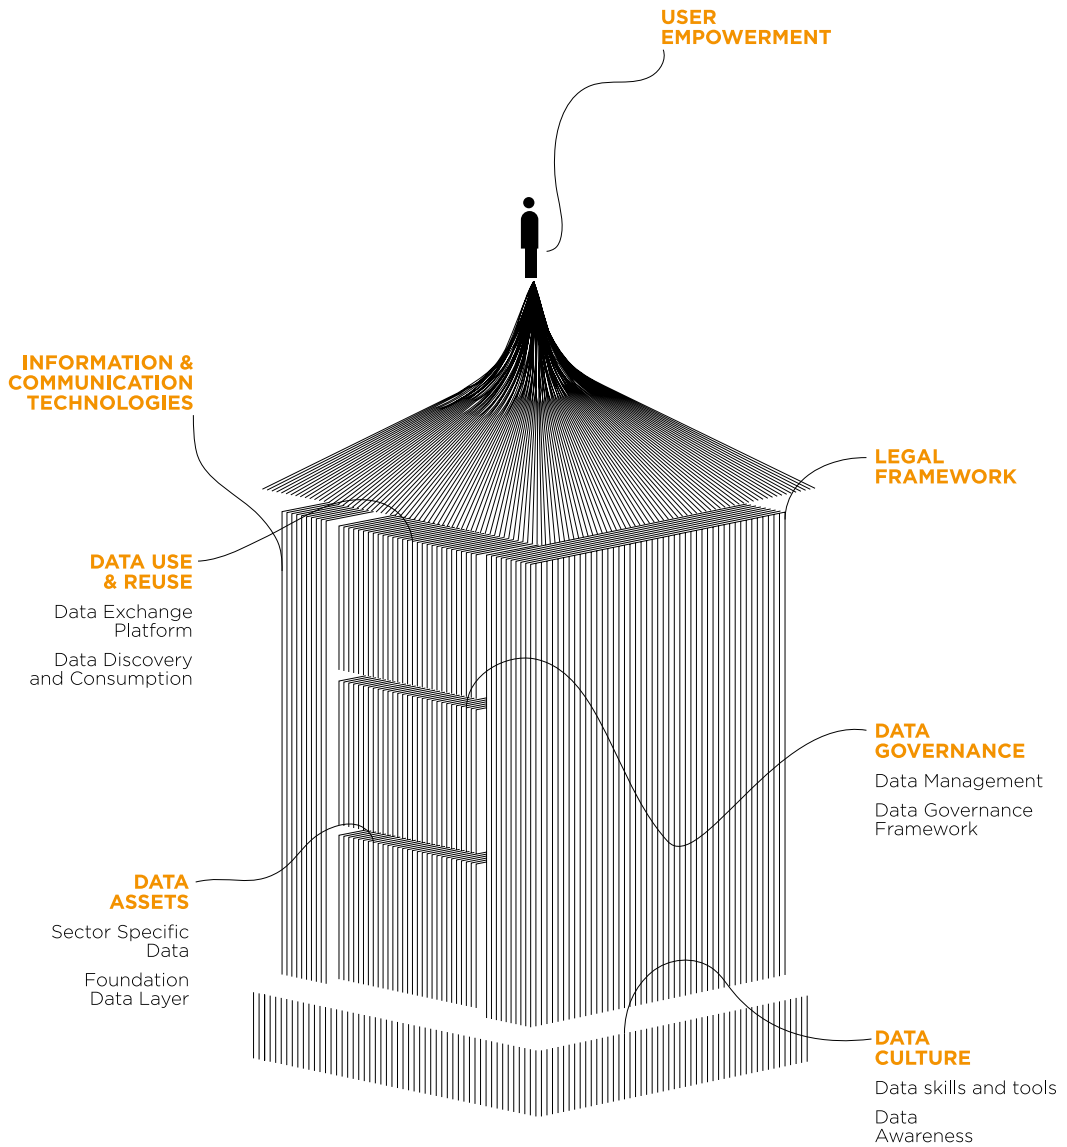 USER
EMPOWERMENT
INFORMATION &
COMMUNICATION
TECHNOLOGIES
LEGAL
FRAMEWORK
DATA USE
& REUSE
Data Exchange
Platform
Data Discovery
and Consumption
DATA
GOVERNANCE
Data Management
Data Governance
Framework
DATA
ASSETS
Sector Specific
Data
Foundation
Data Layer
DATA
CULTURE
Data skills and tools
Data
Awareness